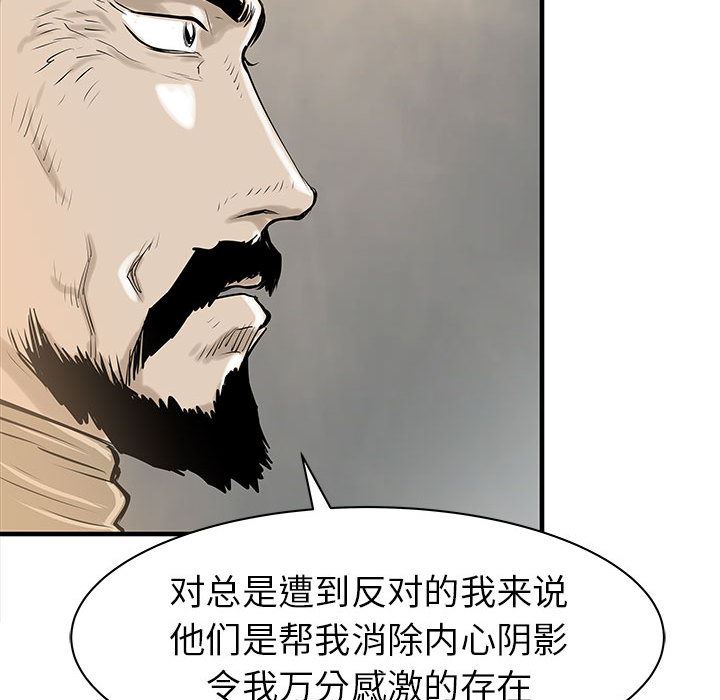 对总是遭到反对的我来说
他们是帮我消除内心阴影
令我万分感激的存在